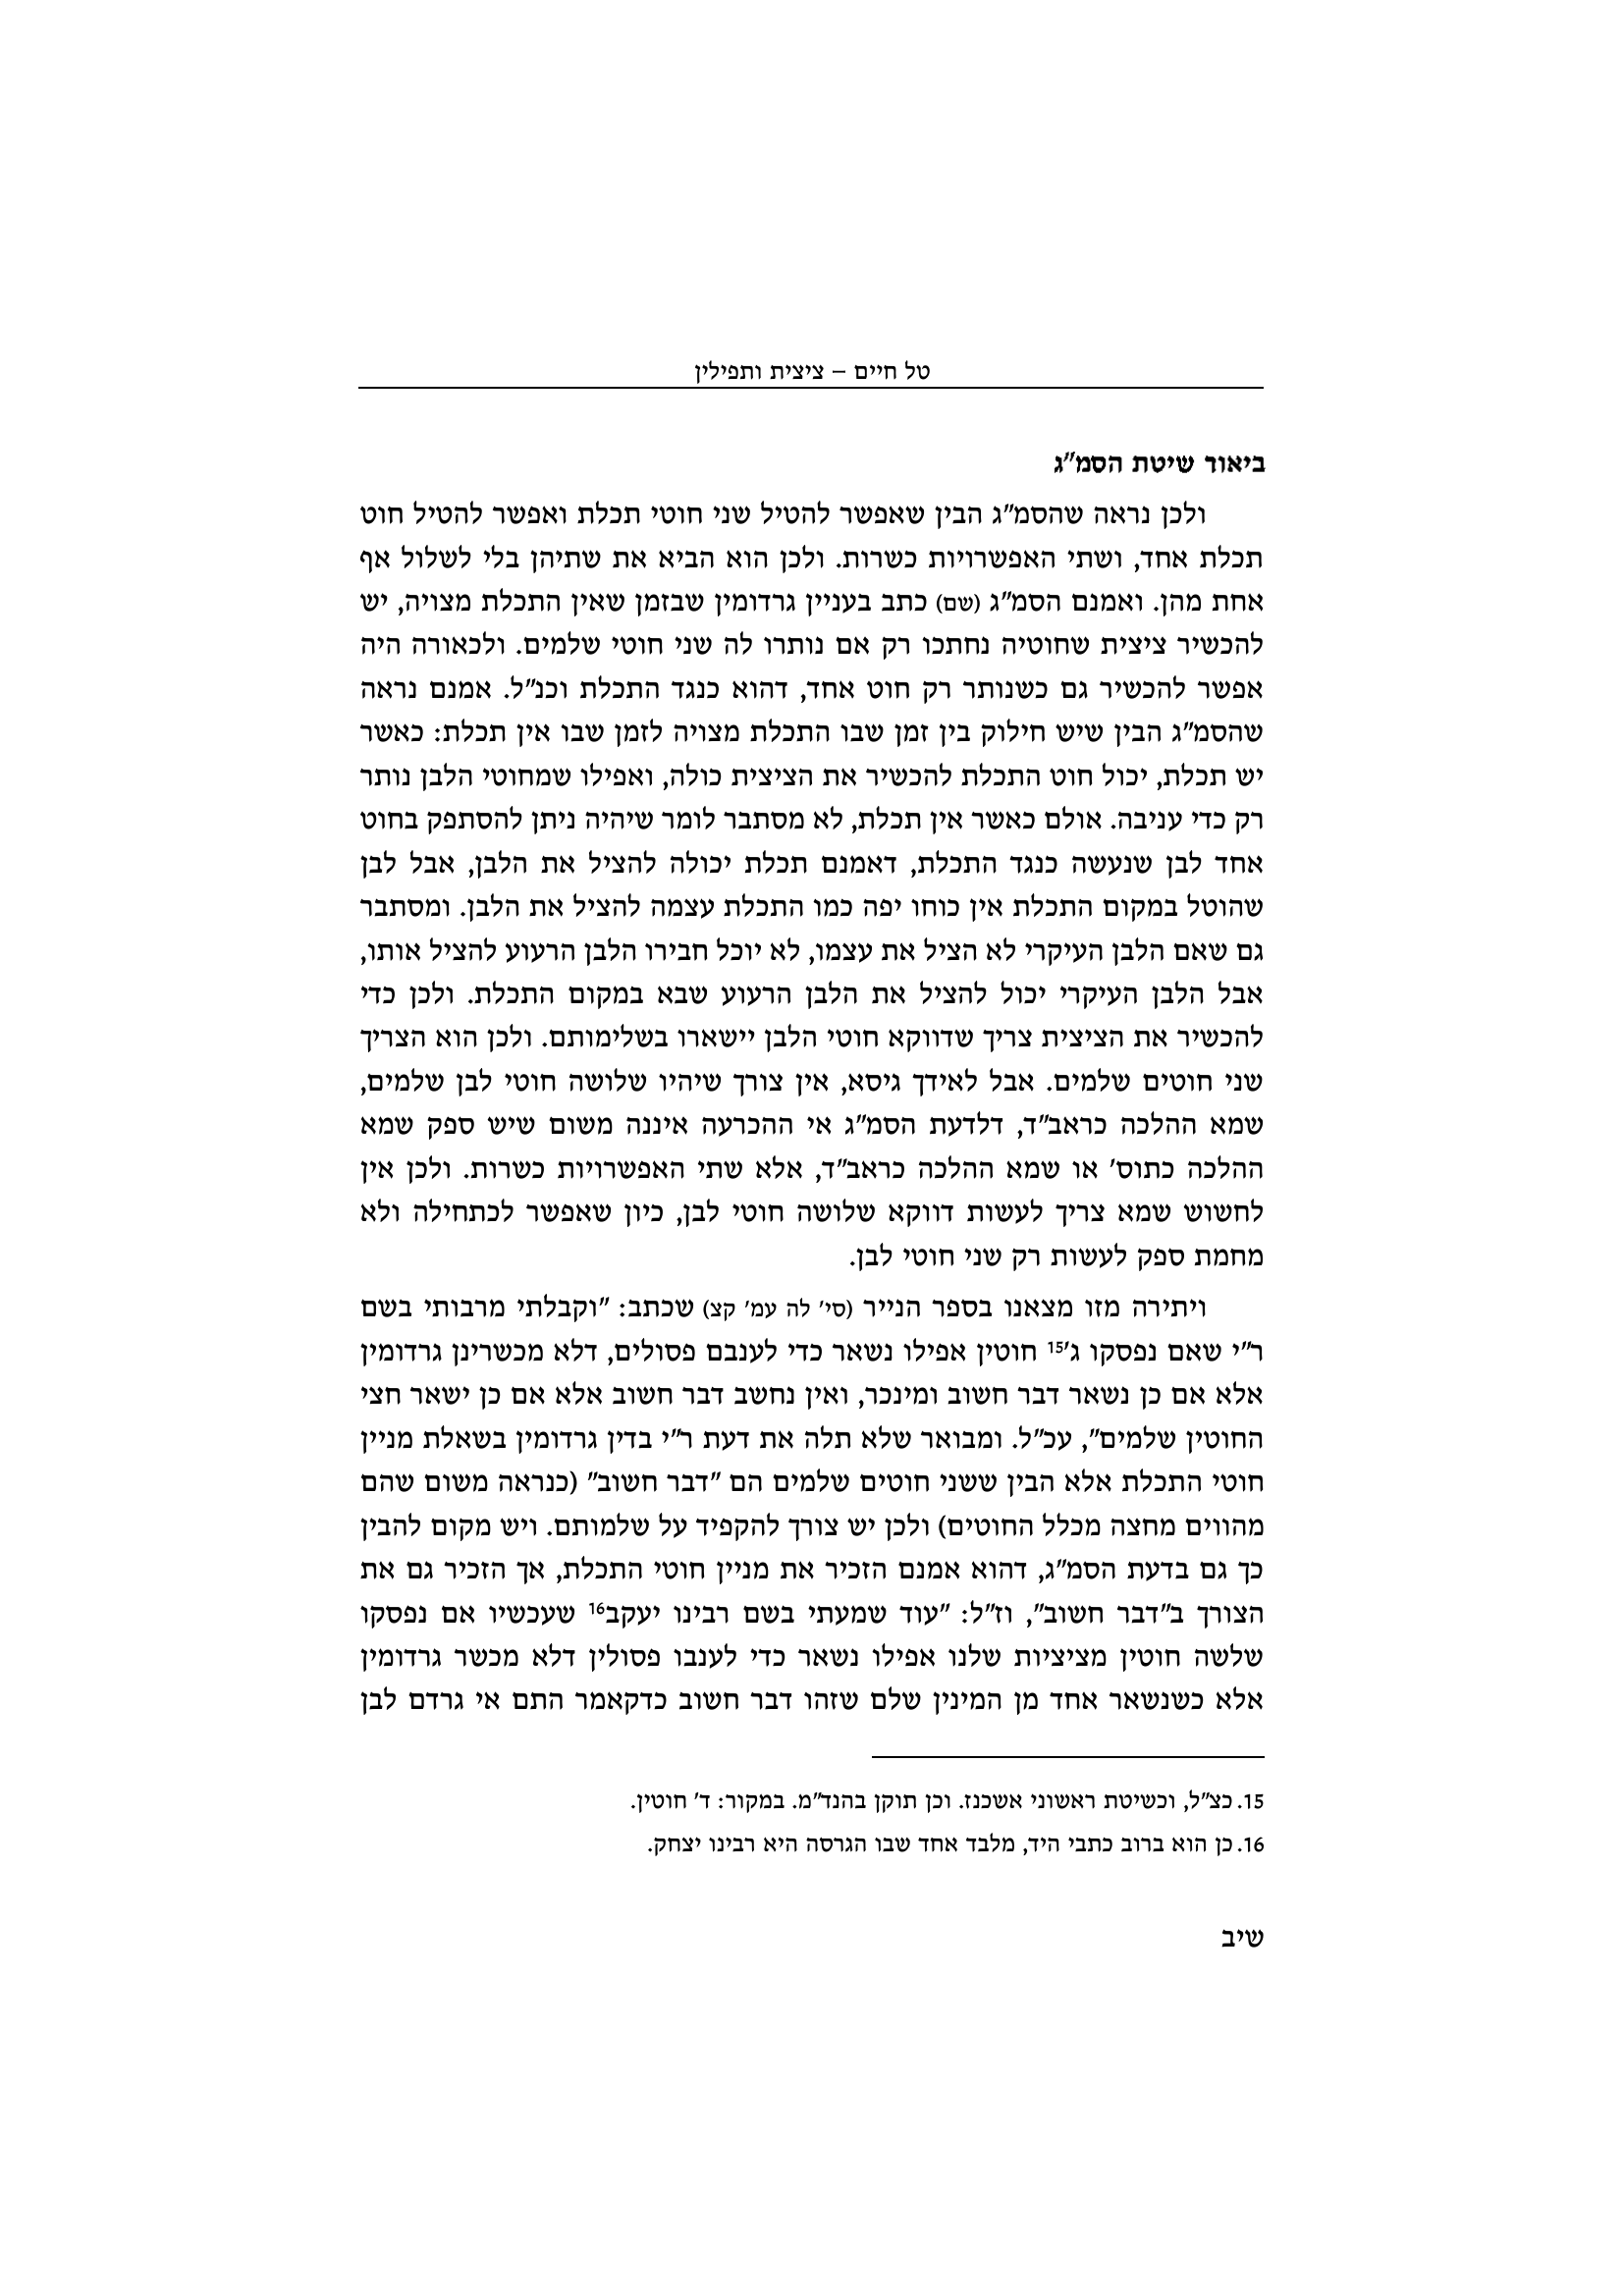 טל חיים – ציצית ותפילין
ביאור שיטת הסמ"ג
ולכן נראה שהסמ"ג הבין שאפשר להטיל שני חוטי תכלת ואפשר להטיל חוט
תכלת אחד, ושתי האפשרויות כשרות. ולכן הוא הביא את שתיהן בלי לשלול אף
אחת מהן. ואמנם הסמ"ג (שם) כתב בעניין גרדומין שבזמן שאין התכלת מצויה, יש
להכשיר ציצית שחוטיה נחתכו רק אם נותרו לה שני חוטי שלמים. ולכאורה היה
אפשר להכשיר גם כשנותר רק חוט אחד, דהוא כנגד התכלת וכנ"ל. אמנם נראה
שהסמ"ג הבין שיש חילוק בין זמן שבו התכלת מצויה לזמן שבו אין תכלת: כאשר
יש תכלת, יכול חוט התכלת להכשיר את הציצית כולה, ואפילו שמחוטי הלבן נותר
רק כדי עניבה. אולם כאשר אין תכלת, לא מסתבר לומר שיהיה ניתן להסתפק בחוט
אחד לבן שנעשה כנגד התכלת, דאמנם תכלת יכולה להציל את הלבן, אבל לבן
שהוטל במקום התכלת אין כוחו יפה כמו התכלת עצמה להציל את הלבן. ומסתבר
גם שאם הלבן העיקרי לא הציל את עצמו, לא יוכל חבירו הלבן הרעוע להציל אותו,
אבל הלבן העיקרי יכול להציל את הלבן הרעוע שבא במקום התכלת. ולכן כדי
להכשיר את הציצית צריך שדווקא חוטי הלבן יישארו בשלימותם. ולכן הוא הצריך
שני חוטים שלמים. אבל לאידך גיסא, אין צורך שיהיו שלושה חוטי לבן שלמים,
שמא ההלכה כראב"ד, דלדעת הסמ"ג אי ההכרעה איננה משום שיש ספק שמא
ההלכה כתוס' או שמא ההלכה כראב"ד, אלא שתי האפשרויות כשרות. ולכן אין
לחשוש שמא צריך לעשות דווקא שלושה חוטי לבן, כיון שאפשר לכתחילה ולא
מחמת ספק לעשות רק שני חוטי לבן.
ויתירה מזו מצאנו בספר הנייר (סי' לה עמ' קצ) שכתב: "וקבלתי מרבותי בשם
ר"י שאם נפסקו ג'15 חוטין אפילו נשאר כדי לענבם פסולים, דלא מכשרינן גרדומין
אלא אם כן נשאר דבר חשוב ומינכר, ואין נחשב דבר חשוב אלא אם כן ישאר חצי
החוטין שלמים", עכ"ל. ומבואר שלא תלה את דעת ר"י בדין גרדומין בשאלת מניין
חוטי התכלת אלא הבין ששני חוטים שלמים הם "דבר חשוב" (כנראה משום שהם
מהווים מחצה מכלל החוטים) ולכן יש צורך להקפיד על שלמותם. ויש מקום להבין
כך גם בדעת הסמ"ג, דהוא אמנם הזכיר את מניין חוטי התכלת, אך הזכיר גם את
הצורך ב"דבר חשוב", וז"ל: "עוד שמעתי בשם רבינו יעקב16 שעכשיו אם נפסקו
שלשה חוטין מציציות שלנו אפילו נשאר כדי לענבו פסולין דלא מכשר גרדומין
אלא כשנשאר אחד מן המינין שלם שזהו דבר חשוב כדקאמר התם אי גרדם לבן
15. כצ"ל, וכשיטת ראשוני אשכנז. וכן תוקן בהנד"מ. במקור: ד' חוטין.
16. כן הוא ברוב כתבי היד, מלבד אחד שבו הגרסה היא רבינו יצחק.
שיב